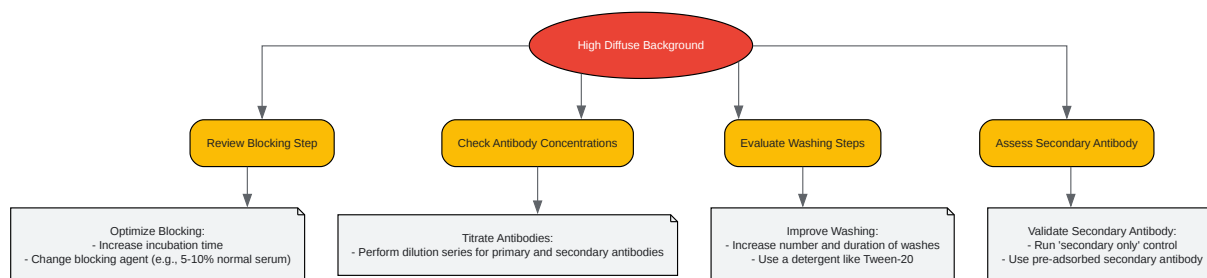 High Diffuse Background
Review Blocking Step
Check Antibody Concentrations
Evaluate Washing Steps
Assess Secondary Antibody
Optimize Blocking:
- Increase incubation time
- Change blocking agent (e.g., 5-10% normal serum)
Titrate Antibodies:
- Perform dilution series for primary and secondary antibodies
Improve Washing:
- Increase number and duration of washes
- Use a detergent like Tween-20
Validate Secondary Antibody:
- Run 'secondary only' control
- Use pre-adsorbed secondary antibody